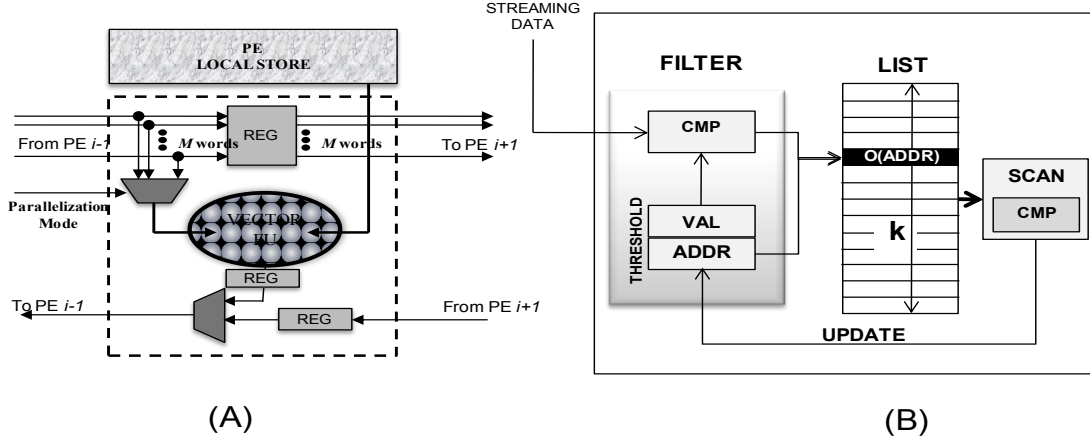 PE
LOCAL STORE
REG
From PE i-1
M words
M words
To PE i+1
Parallelization
Mode
VECTOR
FU
REG
To PE i-1
From PE i+1
REG
(A)
STREAMING
DATA
FILTER
LIST
CMP
O(ADDR)
SCAN
CMP
THRESHOLD
VAL
ADDR
k
UPDATE
(B)